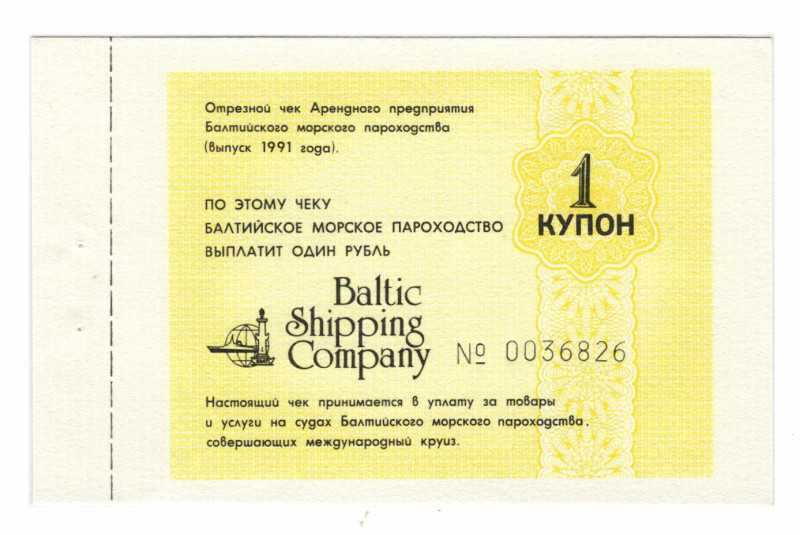 Отрезной чек Арендного предприятия
Балтийского морского пароходства
(выпуск 1991 года).
1
КУПОН
ПО ЭТОМУ ЧЕКУ
БАЛТИЙСКОЕ МОРСКОЕ ПАРОХОДСТВО
ВЫПЛАТИТ ОДИН РУБЛЬ
Baltic
Shipping
Company
№ 0036826
Настоящий чек принимается в уплату за товары
и услуги на судах Балтийского морского пароходства,
совершающих международный круиз.